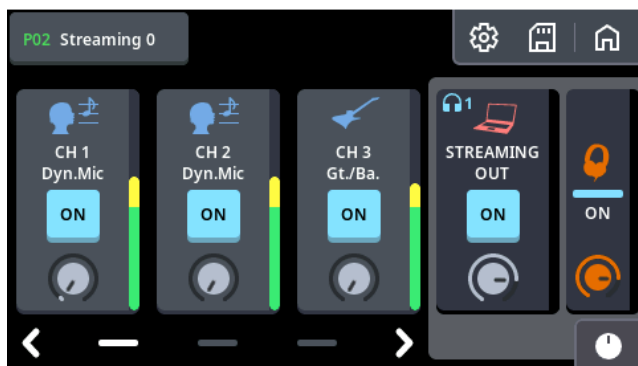 P02 Streaming 0
CH 1
Dyn.Mic
ON
CH 2
Dyn.Mic
ON
CH 3
Gt./Ba.
ON
1
STREAMING
OUT
ON
ON